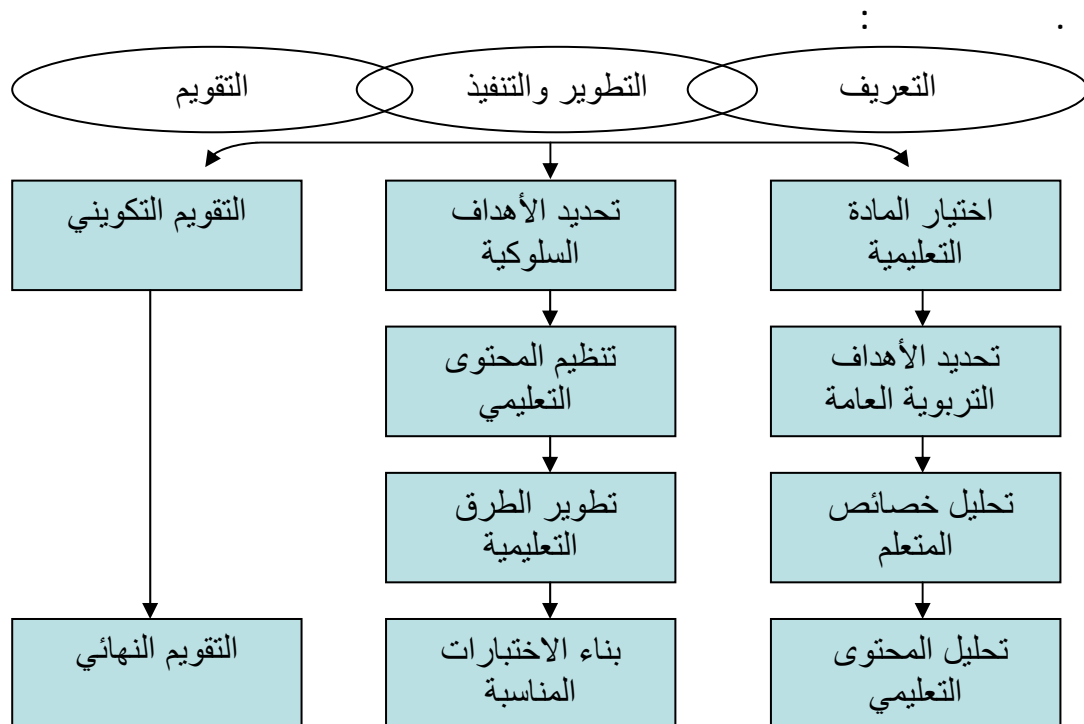 : .
التعريف
التطوير والتنفيذ
التقويم
اختيار المادة
التعليمية
تحديد الأهداف
السلوكية
التقويم التكويني
تحديد الأهداف
التربوية العامة
تنظيم المحتوى
التعليمي
تحليل خصائص
المتعلم
تطوير الطرق
التعليمية
تحليل المحتوى
التعليمي
بناء الاختبارات
المناسبة
التقويم النهائي